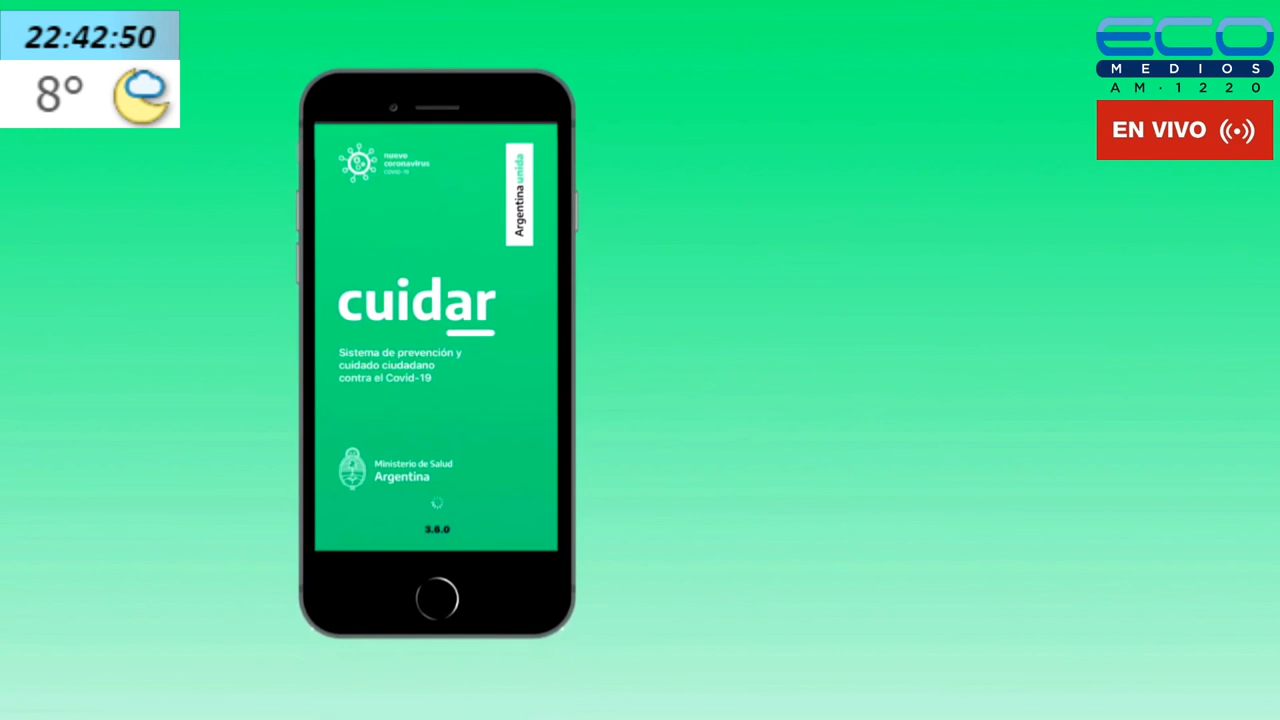 22:42:50
8°
ECO
MEDIOS
AM·1220
EN VIVO
nuevo
coronavirus
covid-19
Argentina unida
cuidar
Sistema de prevención y
cuidado ciudadano
contra el Covid-19
Ministerio de Salud
Argentina
3.6.0